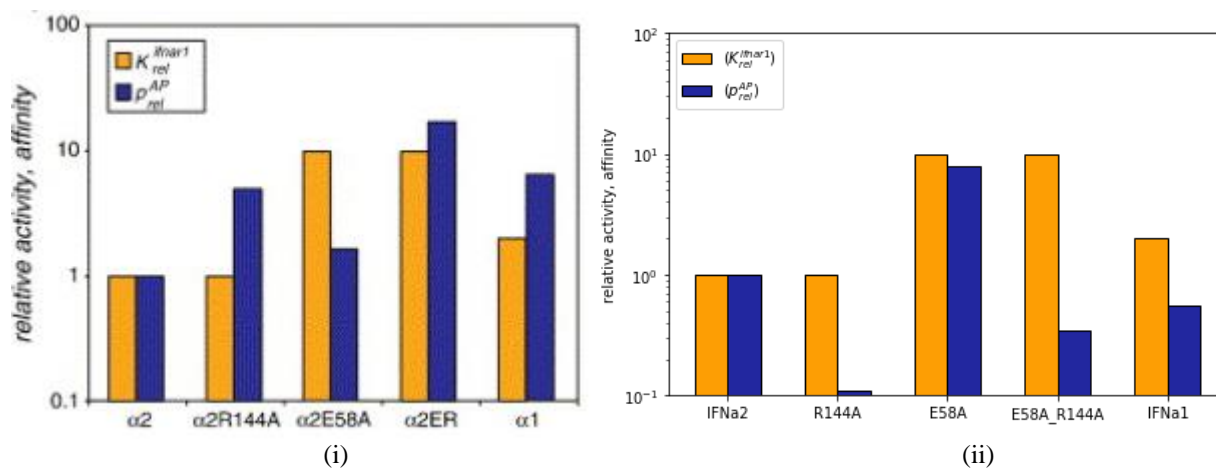 100
10
1
0.1
relative activity, affinity
K_rel^ifnar1
p_rel^AP
α2
α2R144A
α2E58A
α2ER
α1
(i)
10^2
10^1
10^0
10^-1
relative activity, affinity
(K_rel^ifnar1)
(p_rel^AP)
IFNa2
R144A
E58A
E58A_R144A
IFNa1
(ii)